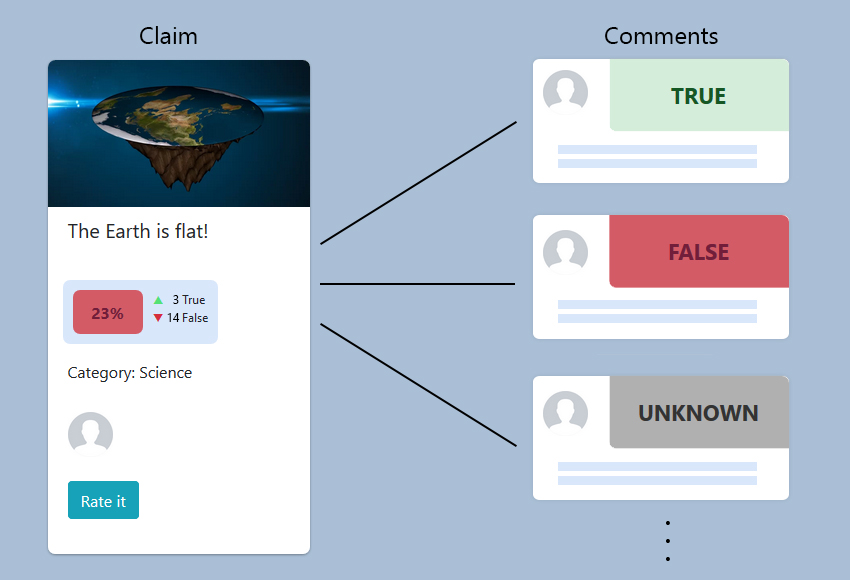 Claim
The Earth is flat!
23%
3 True
14 False
Category: Science
Rate it
Comments
TRUE
FALSE
UNKNOWN